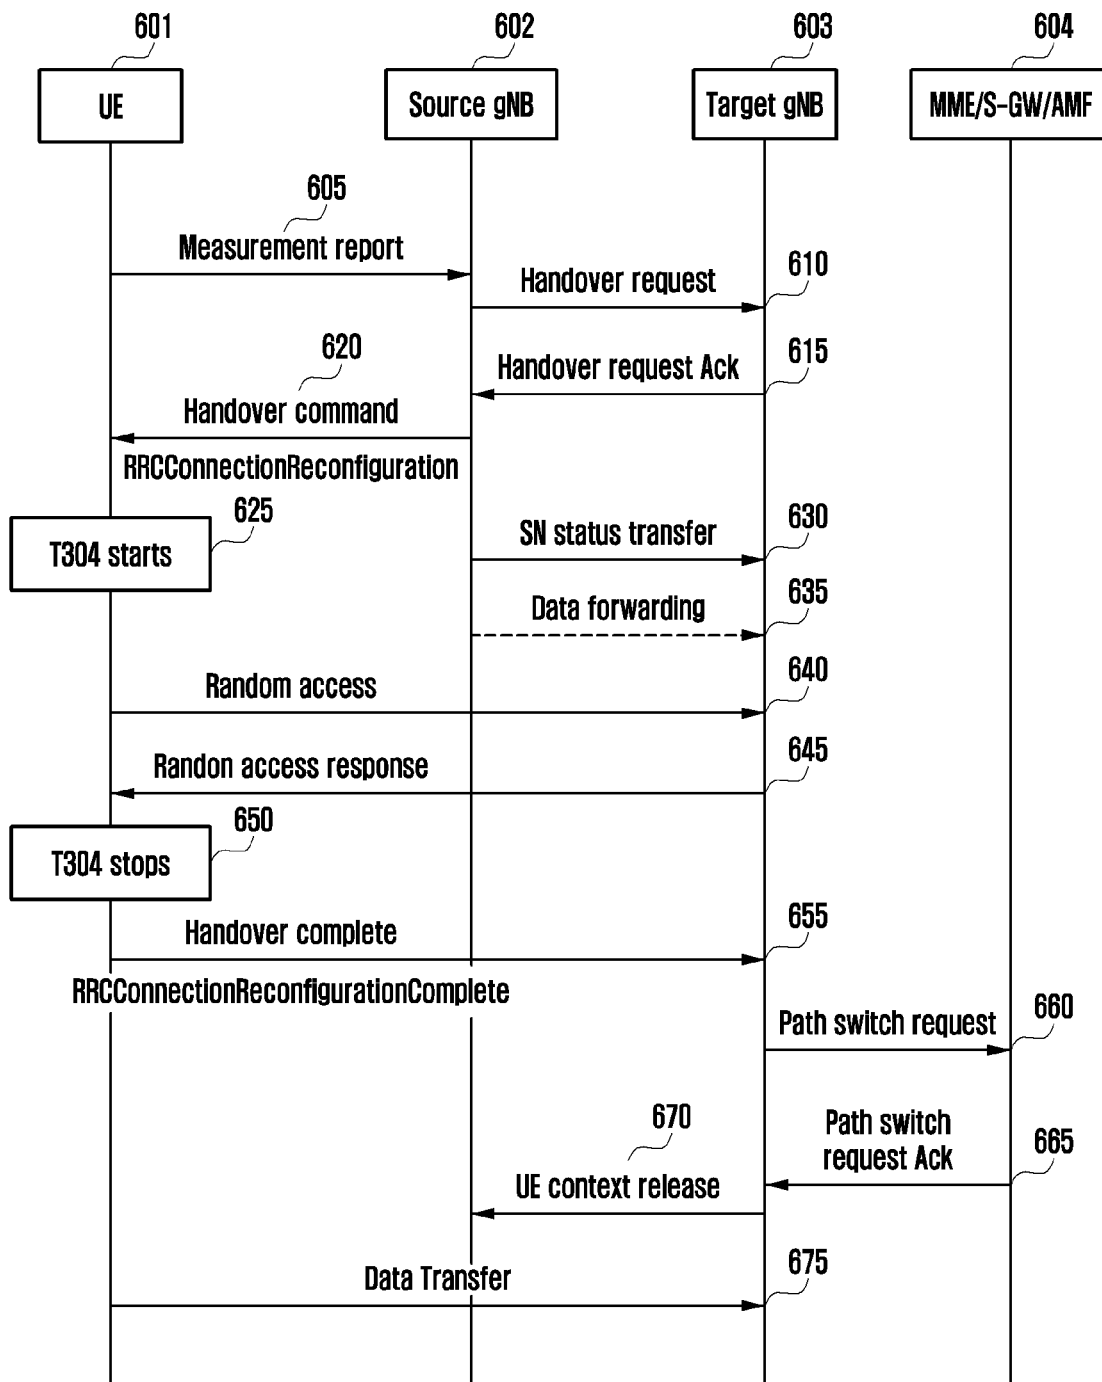 601
602
603
604
UE
Source gNB
Target gNB
MME/S-GW/AMF
605
Measurement report
Handover request
610
620
Handover request Ack
615
Handover command
RRCConnectionReconfiguration
625
T304 starts
SN status transfer
630
Data forwarding
635
Random access
640
Randon access response
645
650
T304 stops
Handover complete
655
RRCConnectionReconfigurationComplete
Path switch request
660
670
Path switch
request Ack
665
UE context release
Data Transfer
675